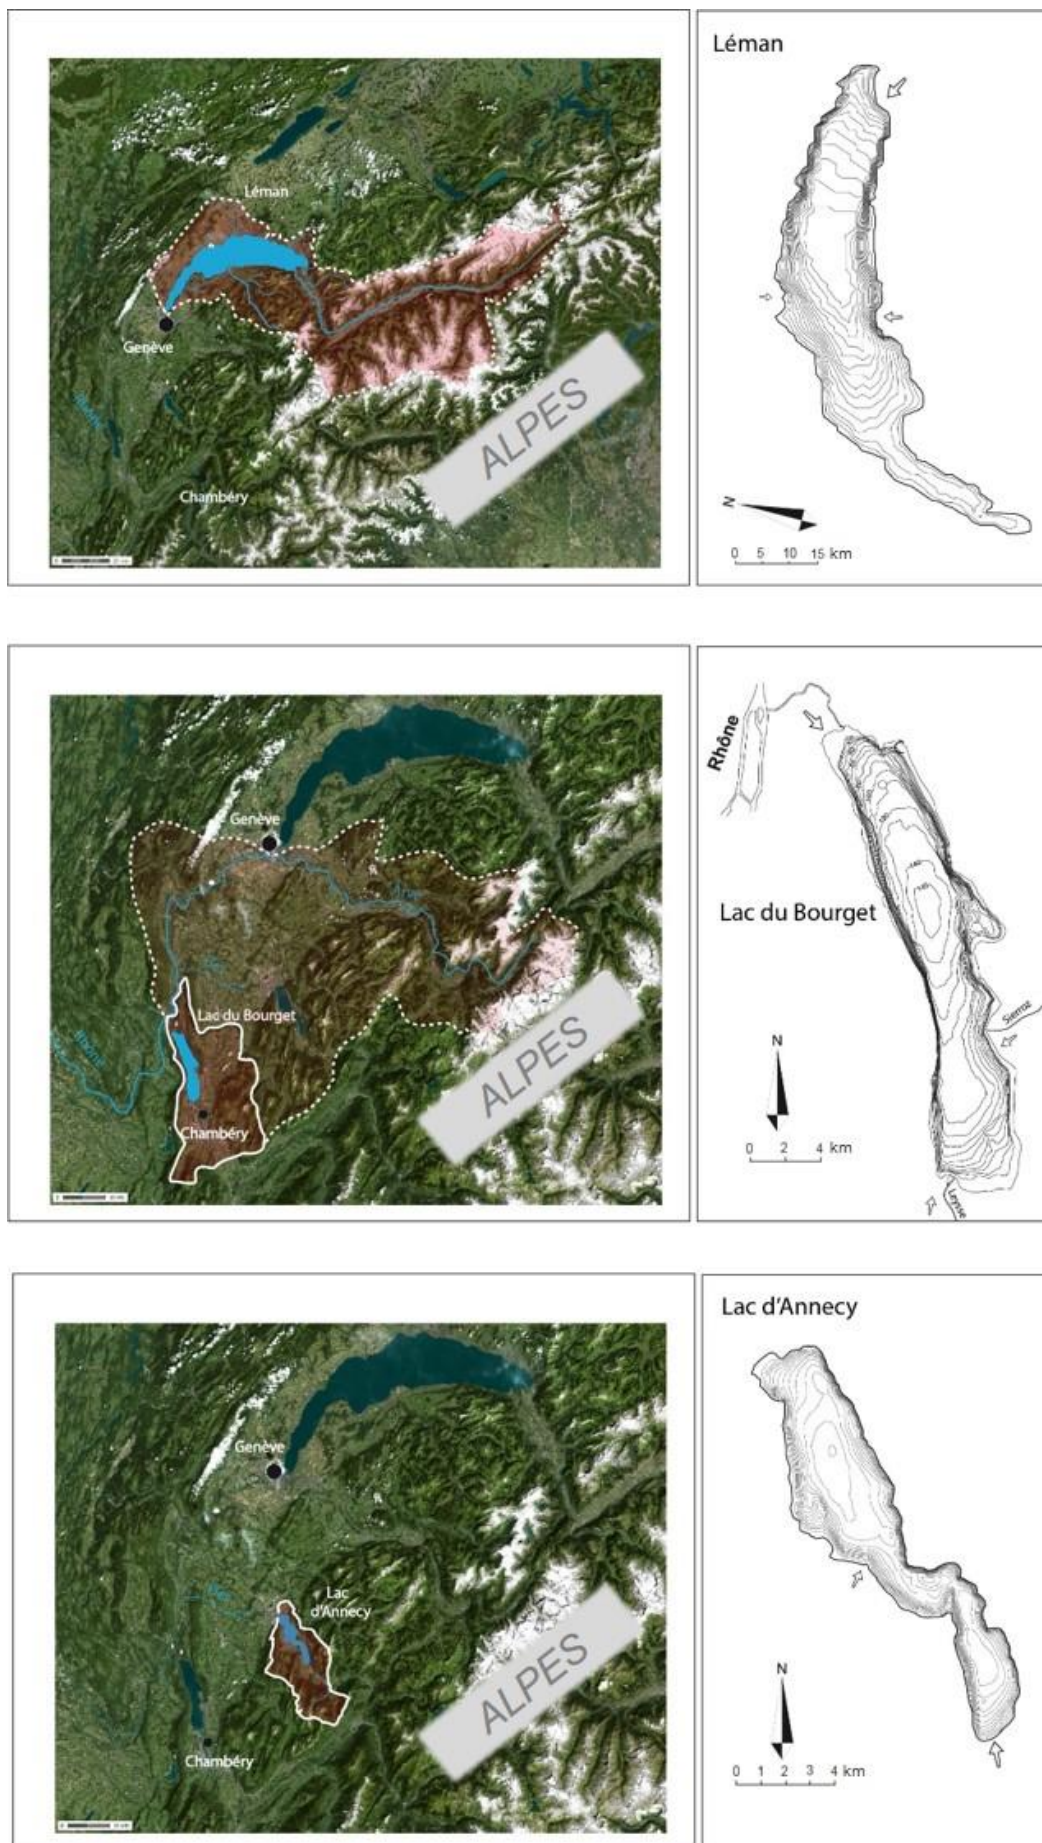 Léman
Genève
Rhône
Chambéry
ALPES
Léman
N
0 5 10 15 km
Genève
Lac du Bourget
Rhône
Chambéry
ALPES
Rhône
Lac du Bourget
Sierroz
N
0 2 4 km
Leysse
Genève
Lac
d'Annecy
Chambéry
ALPES
Lac d'Annecy
N
0 1 2 3 4 km